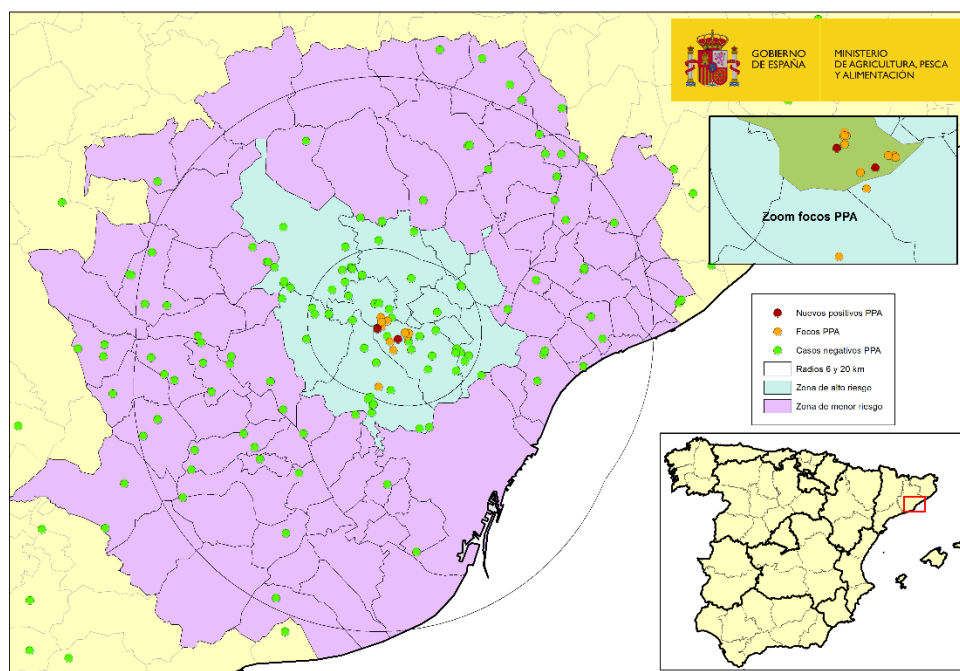 GOBIERNO
DE ESPAÑA
MINISTERIO
DE AGRICULTURA, PESCA
Y ALIMENTACIÓN
Zoom focos PPA
Nuevos positivos PPA
Focos PPA
Casos negativos PPA
Radios 6 y 20 km
Zona de alto riesgo
Zona de menor riesgo